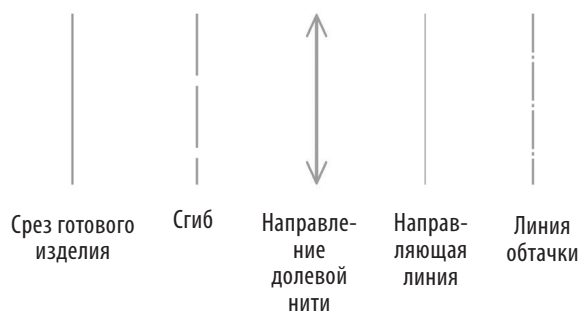 Срез готового
изделия
Сгиб
Направле-
ние
долевой
нити
Направ-
ляющая
линия
Линия
обтачки